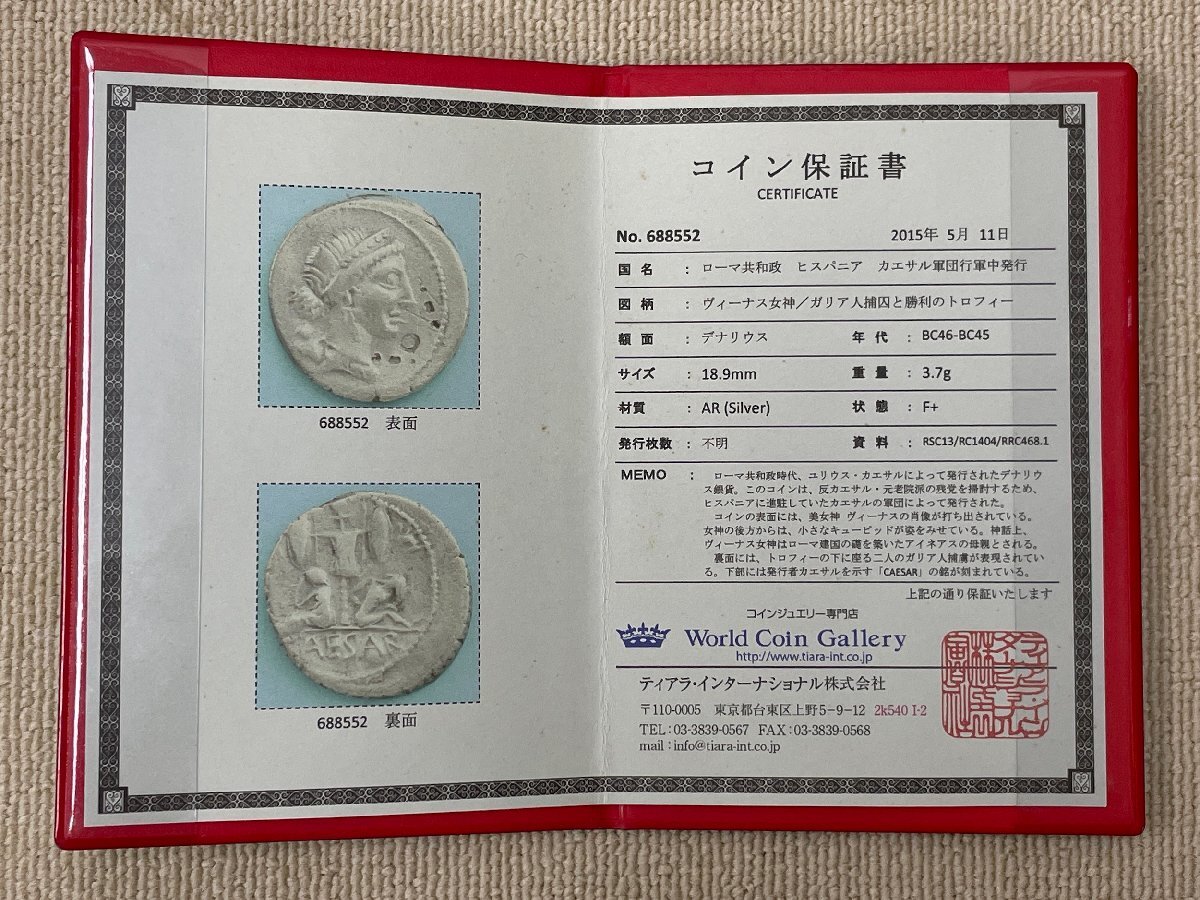 688552 表面
AESAR
688552 裏面
コイン保証書
CERTIFICATE
No. 688552 2015年 5月 11日
国 名 : ローマ共和政 ヒスパニア カエサル軍団行軍中発行
図 柄 : ヴィーナス女神/ガリア人捕囚と勝利のトロフィー
額 面 : デナリウス 年 代 : BC46-BC45
サイズ : 18.9mm 重 量 : 3.7g
材質 : AR (Silver) 状 態 : F+
発行枚数 : 不明 資 料 : RSC13/RC1404/RRC468.1
MEMO : ローマ共和政時代、ユリウス・カエサルによって発行されたデナリウ
ス銀貨。このコインは、反カエサル・元老院派の残党を掃討するため、
ヒスパニアに進駐していたカエサルの軍団によって発行された。
コインの表面には、美女神 ヴィーナスの肖像が打ち出されている。
女神の後方からは、小さなキューピッドが姿をみせている。神話上、
ヴィーナス女神はローマ建国の礎を築いたアイネアスの母親とされる。
裏面には、トロフィーの下に座る二人のガリア人捕虜が表現されてい
る。下部には発行者カエサルを示す「CAESAR」の銘が刻まれている。
上記の通り保証いたします
コインジュエリー専門店
World Coin Gallery
http://www.tiara-int.co.jp
ティアラ・インターナショナル株式会社
〒110-0005 東京都台東区上野5-9-12 2k540 I-2
TEL:03-3839-0567 FAX:03-3839-0568
mail:info@tiara-int.co.jp